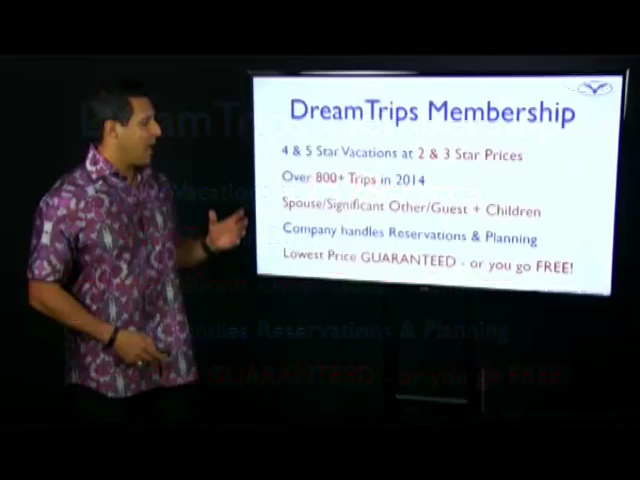 DreamTrips Membership
4 & 5 Star Vacations at 2 & 3 Star Prices
Over 800+ Trips in 2014
Spouse/Significant Other/Guest + Children
Company handles Reservations & Planning
Lowest Price GUARANTEED - or you go FREE!